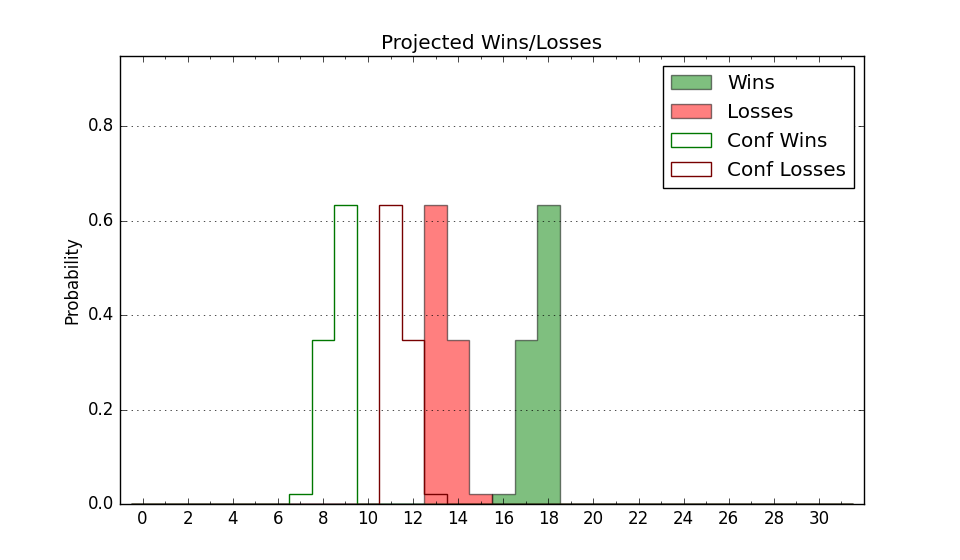 Projected Wins/Losses
Wins
Losses
Conf Wins
Conf Losses
Probability
0.8
0.6
0.4
0.2
0.0
0 2 4 6 8 10 12 14 16 18 20 22 24 26 28 30